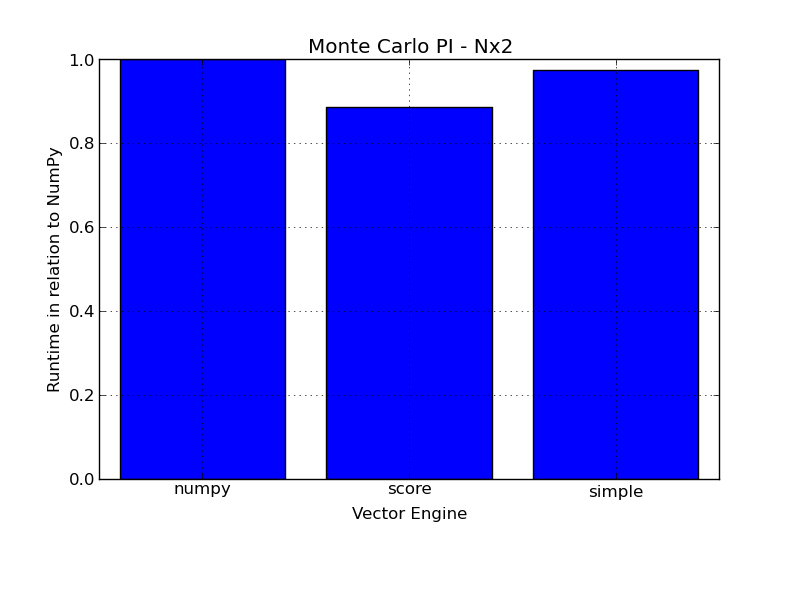 Monte Carlo PI - Nx2
Runtime in relation to NumPy
1.0
0.8
0.6
0.4
0.2
0.0
numpy score simple
Vector Engine